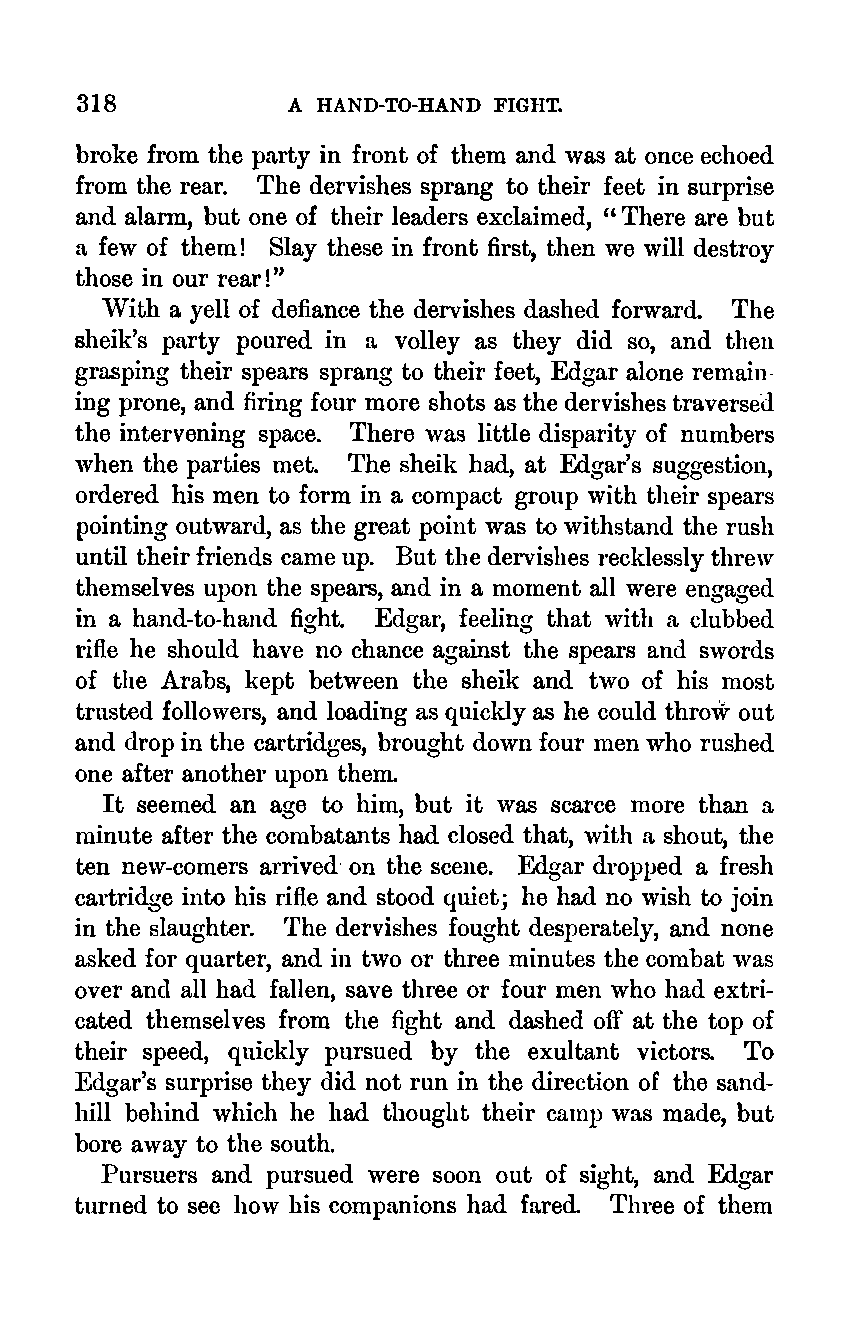 318 A HAND-TO-HAND FIGHT.
broke from the party in front of them and was at once echoed
from the rear. The dervishes sprang to their feet in surprise
and alarm, but one of their leaders exclaimed, “There are but
a few of them! Slay these in front first, then we will destroy
those in our rear!”
With a yell of defiance the dervishes dashed forward. The
sheik’s party poured in a volley as they did so, and then
grasping their spears sprang to their feet, Edgar alone remain-
ing prone, and firing four more shots as the dervishes traversed
the intervening space. There was little disparity of numbers
when the parties met. The sheik had, at Edgar’s suggestion,
ordered his men to form in a compact group with their spears
pointing outward, as the great point was to withstand the rush
until their friends came up. But the dervishes recklessly threw
themselves upon the spears, and in a moment all were engaged
in a hand-to-hand fight. Edgar, feeling that with a clubbed
rifle he should have no chance against the spears and swords
of the Arabs, kept between the sheik and two of his most
trusted followers, and loading as quickly as he could throw out
and drop in the cartridges, brought down four men who rushed
one after another upon them.
It seemed an age to him, but it was scarce more than a
minute after the combatants had closed that, with a shout, the
ten new-comers arrived on the scene. Edgar dropped a fresh
cartridge into his rifle and stood quiet; he had no wish to join
in the slaughter. The dervishes fought desperately, and none
asked for quarter, and in two or three minutes the combat was
over and all had fallen, save three or four men who had extri-
cated themselves from the fight and dashed off at the top of
their speed, quickly pursued by the exultant victors. To
Edgar’s surprise they did not run in the direction of the sand-
hill behind which he had thought their camp was made, but
bore away to the south.
Pursuers and pursued were soon out of sight, and Edgar
turned to see how his companions had fared. Three of them